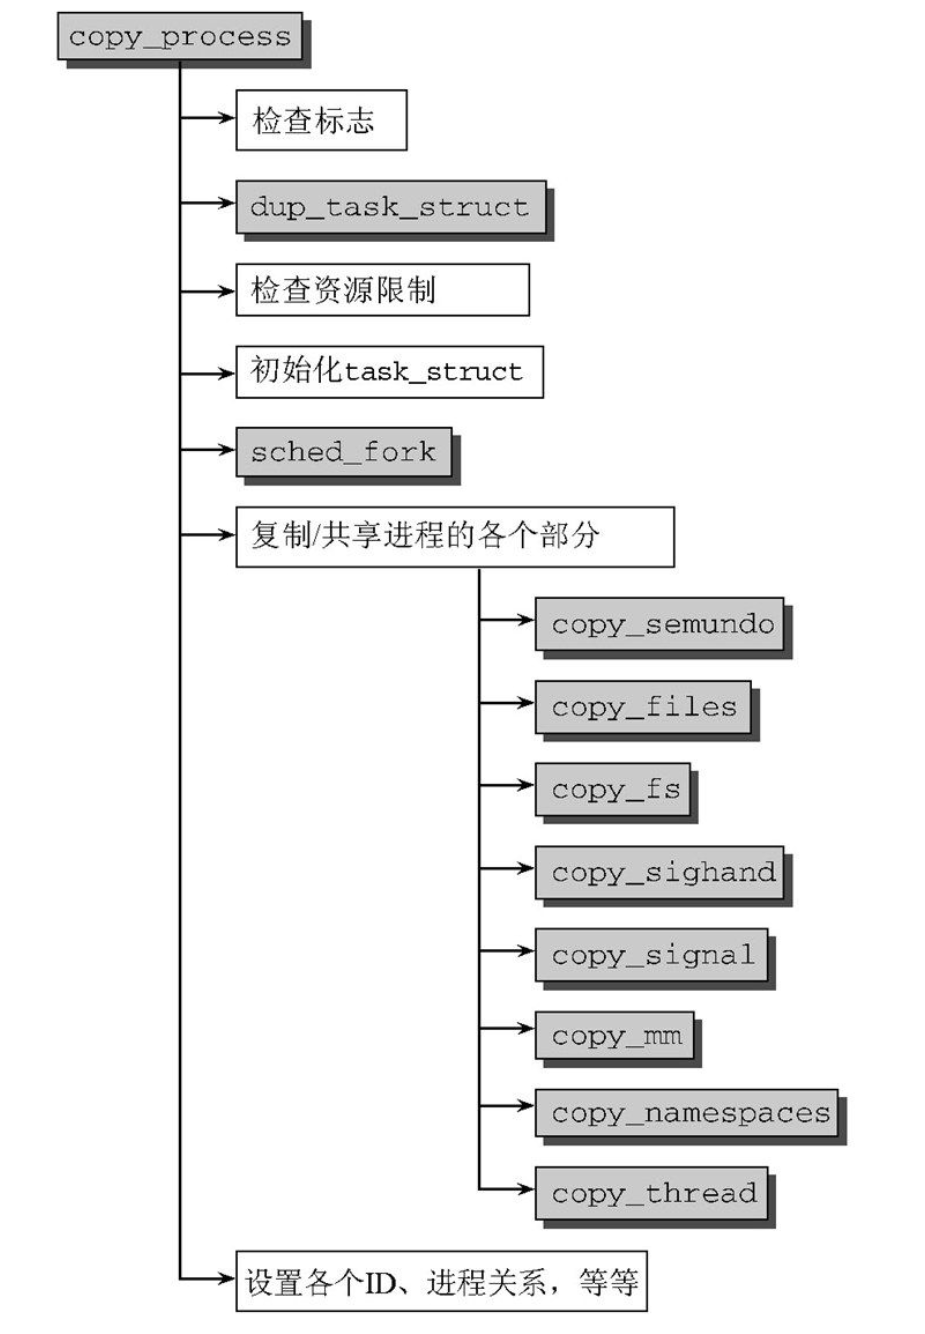 copy_process
检查标志
dup_task_struct
检查资源限制
初始化task_struct
sched_fork
复制/共享进程的各个部分
copy_semundo
copy_files
copy_fs
copy_sighand
copy_signal
copy_mm
copy_namespaces
copy_thread
设置各个ID、进程关系，等等